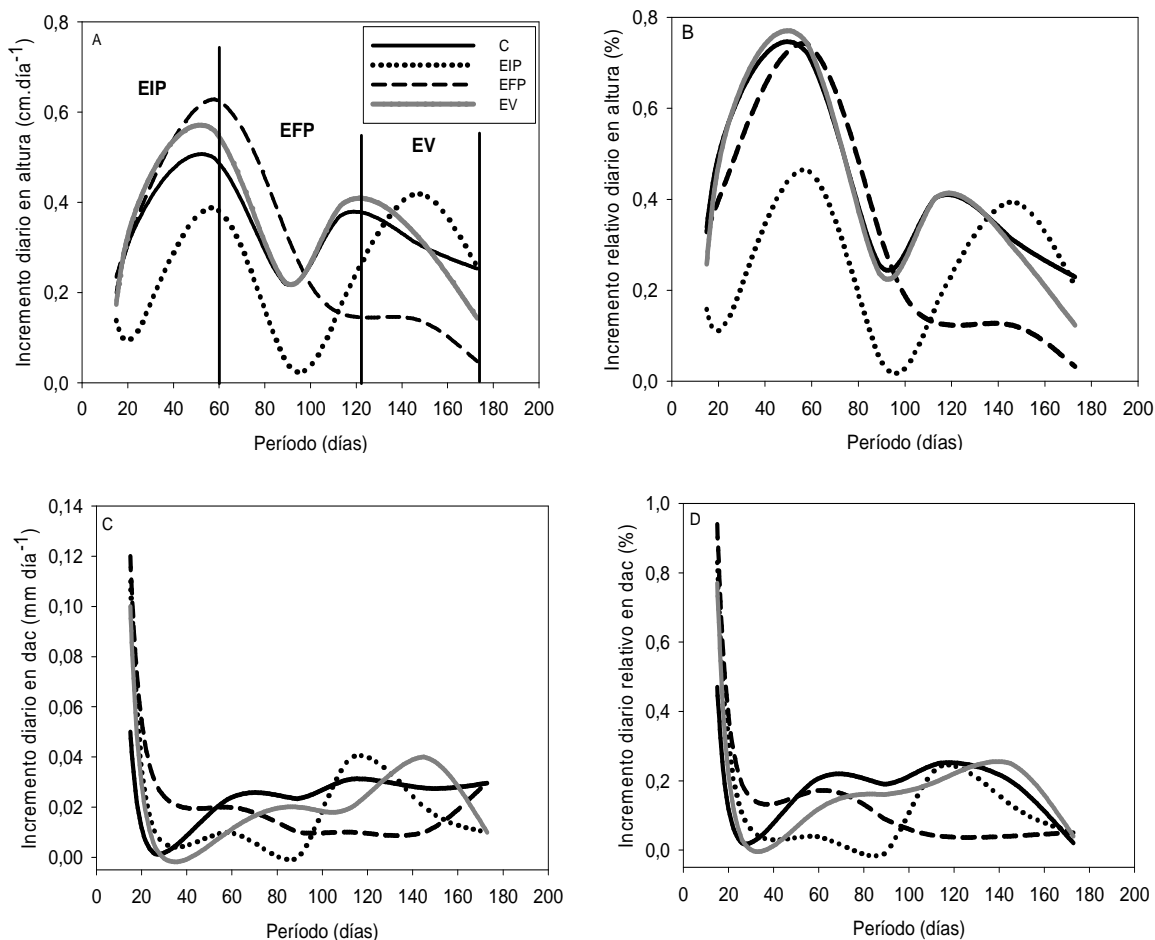 A
Incremento diario en altura (cm.día-1)
0,8
0,6
0,4
0,2
0,0
EIP
EFP
EV
C
EIP
EFP
EV
0 20 40 60 80 100 120 140 160 180 200
Período (días)
B
Incremento relativo diario en altura (%)
0,8
0,6
0,4
0,2
0,0
0 20 40 60 80 100 120 140 160 180 200
Período (días)
C
Incremento diario en dac (mm día-1)
0,14
0,12
0,10
0,08
0,06
0,04
0,02
0,00
0 20 40 60 80 100 120 140 160 180 200
Período (días)
D
Incremento diario relativo en dac (%)
1,0
0,8
0,6
0,4
0,2
0,0
0 20 40 60 80 100 120 140 160 180 200
Período (días)